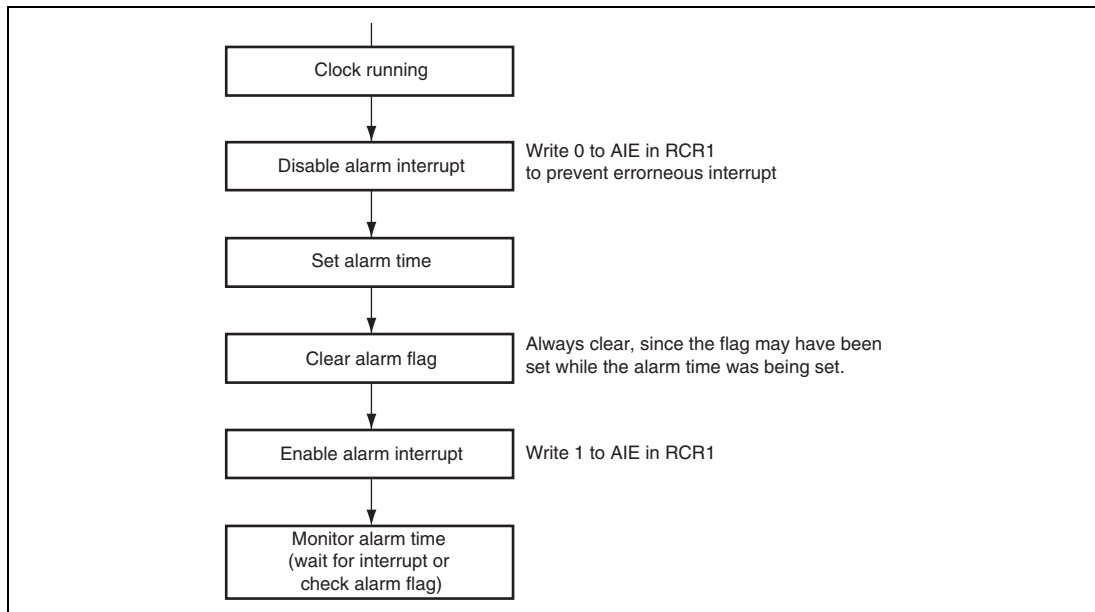 Clock running
Disable alarm interrupt
Write 0 to AIE in RCR1
to prevent errorneous interrupt
Set alarm time
Clear alarm flag
Always clear, since the flag may have been
set while the alarm time was being set.
Enable alarm interrupt
Write 1 to AIE in RCR1
Monitor alarm time
(wait for interrupt or
check alarm flag)